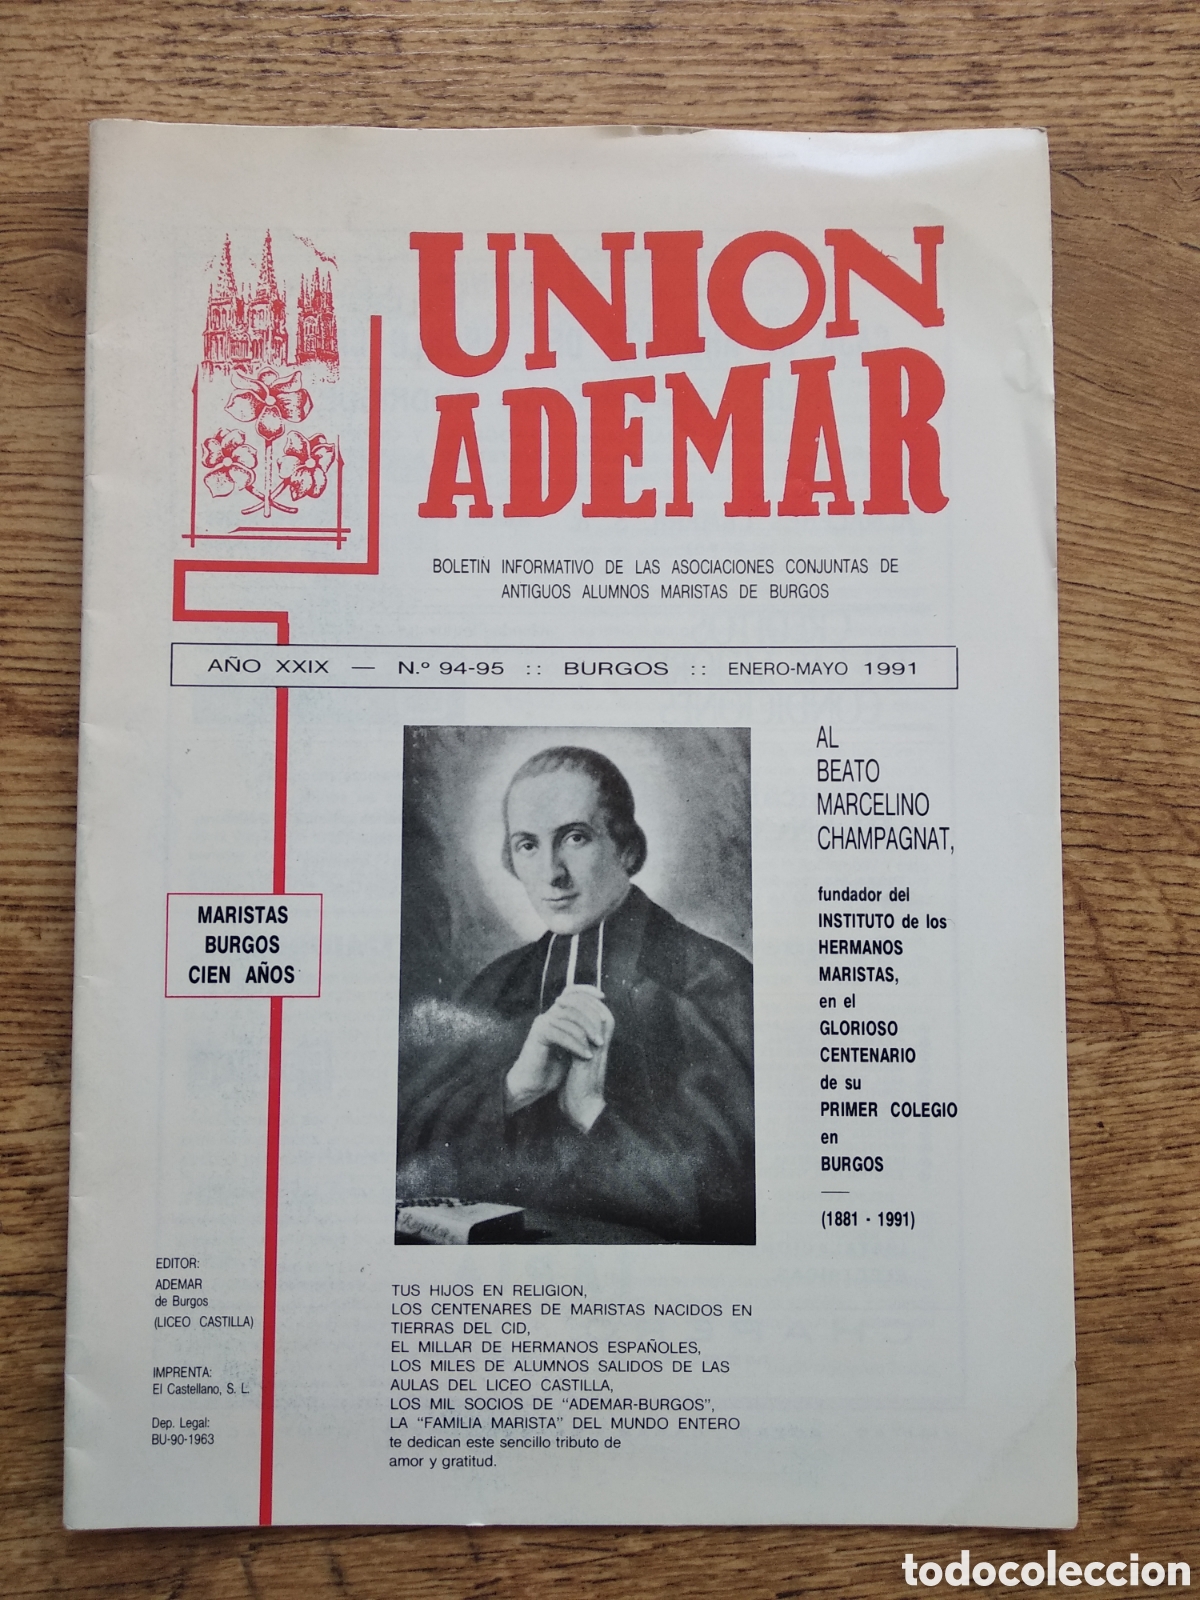 UNION
ADEMAR
BOLETIN INFORMATIVO DE LAS ASOCIACIONES CONJUNTAS DE
ANTIGUOS ALUMNOS MARISTAS DE BURGOS
AÑO XXIX — N.º 94-95 :: BURGOS :: ENERO-MAYO 1991
AL
BEATO
MARCELINO
CHAMPAGNAT,
fundador del
INSTITUTO de los
HERMANOS
MARISTAS,
en el
GLORIOSO
CENTENARIO
de su
PRIMER COLEGIO
en
BURGOS
(1881 - 1991)
MARISTAS
BURGOS
CIEN AÑOS
EDITOR:
ADEMAR
de Burgos
(LICEO CASTILLA)
IMPRENTA:
El Castellano, S. L.
Dep. Legal:
BU-90-1963
TUS HIJOS EN RELIGION,
LOS CENTENARES DE MARISTAS NACIDOS EN
TIERRAS DEL CID,
EL MILLAR DE HERMANOS ESPAÑOLES,
LOS MILES DE ALUMNOS SALIDOS DE LAS
AULAS DEL LICEO CASTILLA,
LOS MIL SOCIOS DE "ADEMAR-BURGOS",
LA "FAMILIA MARISTA" DEL MUNDO ENTERO
te dedican este sencillo tributo de
amor y gratitud.
todocoleccion